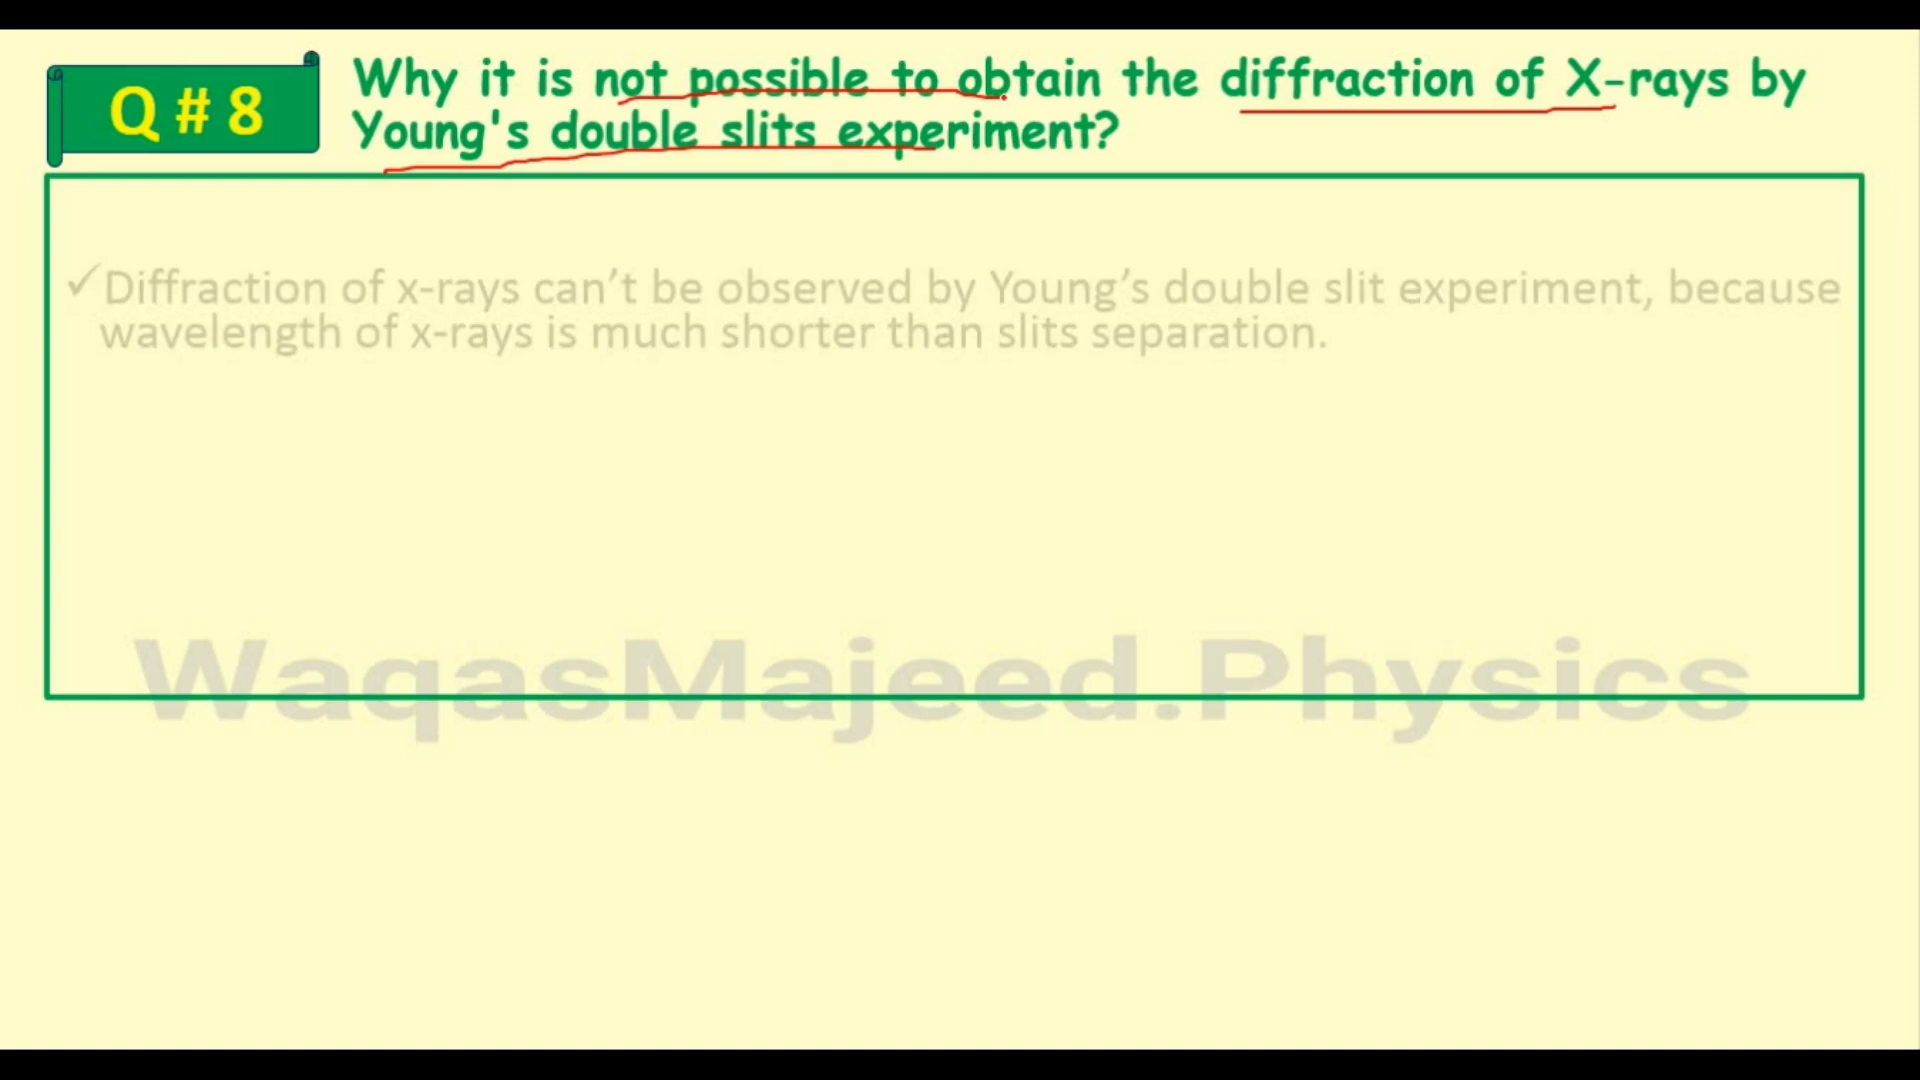 Q # 8
Why it is not possible to obtain the diffraction of X-rays by
Young's double slits experiment?
✓Diffraction of x-rays can’t be observed by Young’s double slit experiment, because
wavelength of x-rays is much shorter than slits separation.
WaqasMajeed.Physics